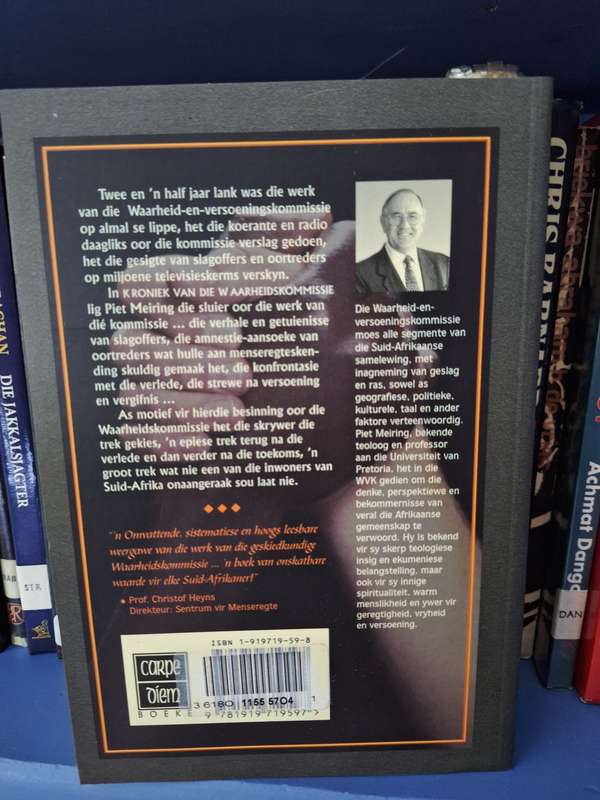 Twee en 'n half jaar lank was die werk
van die Waarheid-en-versoeningskommissie
op almal se lippe, het die koerante en radio
daagliks oor die kommissie verslag gedoen,
het die gesigte van slagoffers en oortreders
op miljoene televisieskerms verskyn.
In KRONIEK VAN DIE WAARHEIDSKOMMISSIE
lig Piet Meiring die sluier oor die werk van
dié kommissie ... die verhale en getuienisse
van slagoffers, die amnestie-aansoeke van
oortreders wat hulle aan menseregtesken-
ding skuldig gemaak het, die konfrontasie
met die verlede, die strewe na versoening
en vergifnis ...
As motief vir hierdie besinning oor die
Waarheidskommissie het die skrywer die
trek gekies, 'n epiese trek terug na die
verlede en dan verder na die toekoms, 'n
groot trek wat nie een van die inwoners van
Suid-Afrika onaangeraak sou laat nie.
"'n Omvattende, sistematiese en hoogs leesbare
weergawe van die werk van die geskiedkundige
Waarheidskommissie ... 'n boek van onskatbare
waarde vir elke Suid-Afrikaner!"
• Prof. Christof Heyns
Direkteur: Sentrum vir Menseregte
Die Waarheid-en-
versoeningskommissie
moes alle segmente van
die Suid-Afrikaanse
samelewing, met
inagneming van geslag
en ras, sowel as
geografiese, politieke,
kulturele, taal en ander
faktore verteenwoordig.
Piet Meiring, bekende
teoloog en professor
aan die Universiteit van
Pretoria, het in die
WVK gedien om die
denke, perspektiewe en
bekommernisse van
veral die Afrikaanse
gemeenskap te
verwoord. Hy is bekend
vir sy skerp teologiese
insig en ekumeniese
belangstelling, maar
ook vir sy innige
spiritualiteit, warm
menslikheid en ywer vir
geregtigheid, vryheid
en versoening.
ISBN 1-919719-59-8
carpe
diem
BOEKE
3 6180 1155 5704 1
9 781919 719597>
DIE JAKKALSJAGTER
STR
CHRIS BARN
Achmat Dango
DAN